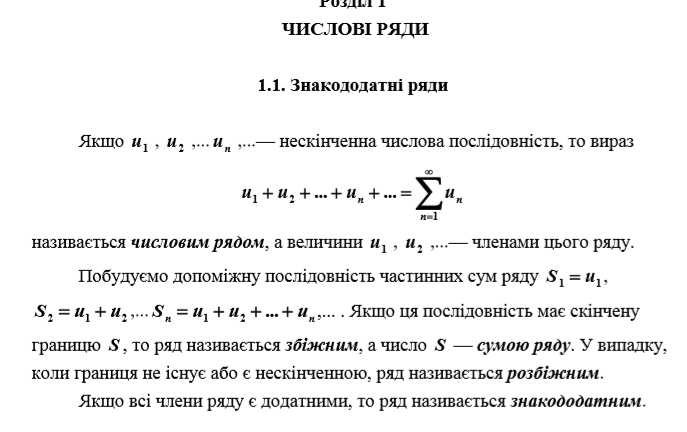 Розділ 1
ЧИСЛОВІ РЯДИ
1.1. Знакододатні ряди
Якщо u₁ , u₂ ,... uₙ ,...— нескінченна числова послідовність, то вираз
u₁ + u₂ + ... + uₙ + ... = ∑_{n=1}^{∞} uₙ
називається числовим рядом, а величини u₁ , u₂ ,...— членами цього ряду.
Побудуємо допоміжну послідовність частинних сум ряду S₁ = u₁,
S₂ = u₁ + u₂,... Sₙ = u₁ + u₂ + ... + uₙ,... . Якщо ця послідовність має скінчену
границю S, то ряд називається збіжним, а число S — сумою ряду. У випадку,
коли границя не існує або є нескінченною, ряд називається розбіжним.
Якщо всі члени ряду є додатними, то ряд називається знакододатним.